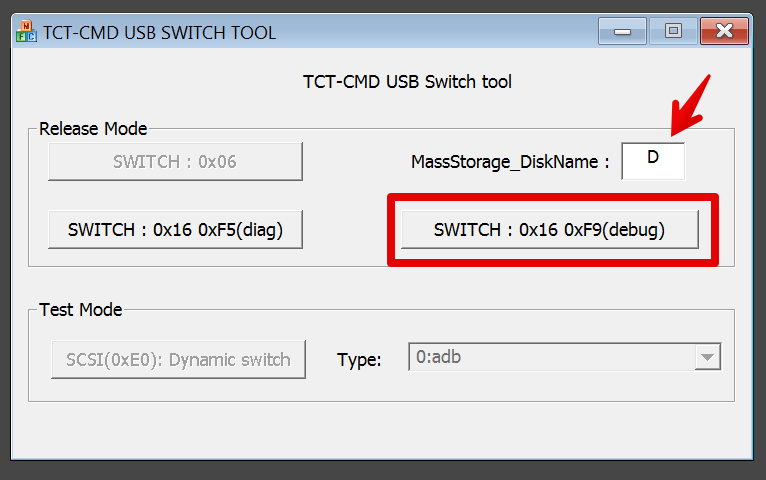 TCT-CMD USB SWITCH TOOL
TCT-CMD USB Switch tool
Release Mode
SWITCH : 0x06
MassStorage_DiskName :
D
SWITCH : 0x16 0xF5(diag)
SWITCH : 0x16 0xF9(debug)
Test Mode
SCSI(0xE0): Dynamic switch
Type:
0:adb